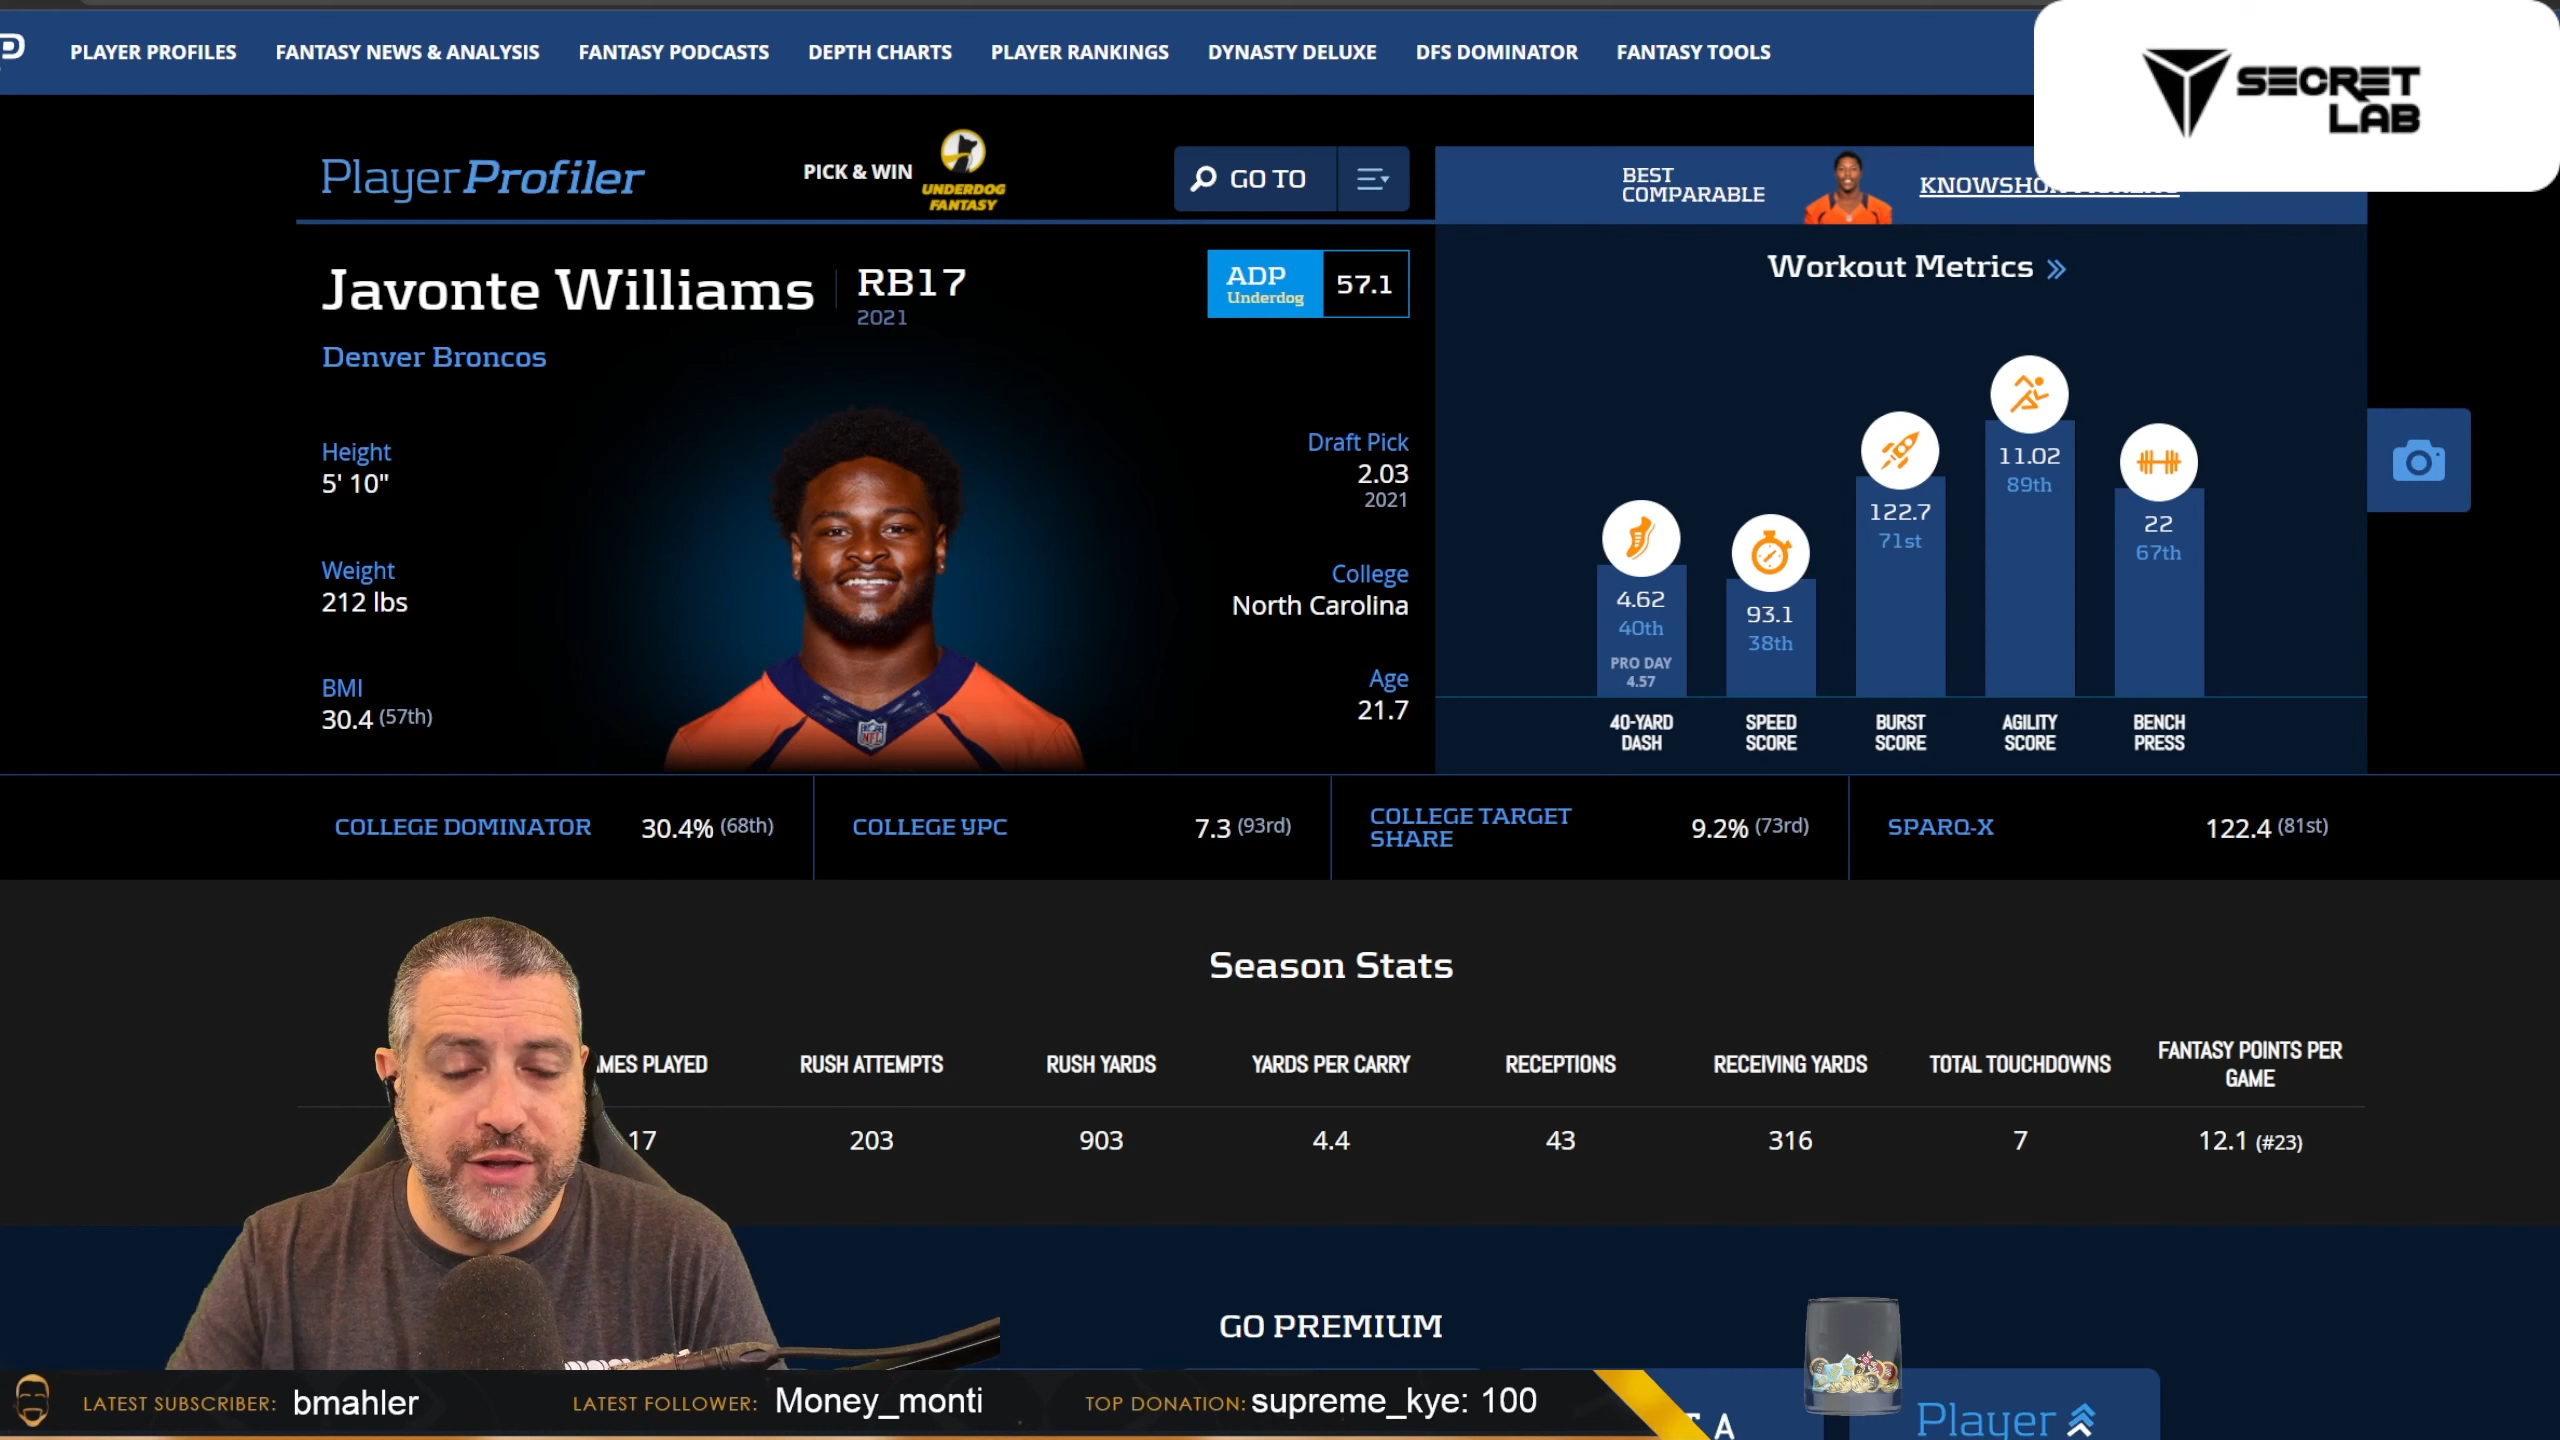 PLAYER PROFILES FANTASY NEWS & ANALYSIS FANTASY PODCASTS DEPTH CHARTS PLAYER RANKINGS DYNASTY DELUXE DFS DOMINATOR FANTASY TOOLS
SECRET
LAB
PlayerProfiler
PICK & WIN
UNDERDOG
FANTASY
GO TO
BEST
COMPARABLE
Javonte Williams
RB17
2021
ADP
Underdog
57.1
Denver Broncos
Height
5' 10"
Weight
212 lbs
BMI
30.4 (57th)
Draft Pick
2.03
2021
College
North Carolina
Age
21.7
NFL
Workout Metrics
4.62
40th
PRO DAY
4.57
40-YARD
DASH
93.1
38th
SPEED
SCORE
122.7
71st
BURST
SCORE
11.02
89th
AGILITY
SCORE
22
67th
BENCH
PRESS
COLLEGE DOMINATOR 30.4% (68th)
COLLEGE YPC 7.3 (93rd)
COLLEGE TARGET
SHARE
9.2% (73rd)
SPARQ-X 122.4 (81st)
Season Stats
PLAYED RUSH ATTEMPTS RUSH YARDS YARDS PER CARRY RECEPTIONS RECEIVING YARDS TOTAL TOUCHDOWNS FANTASY POINTS PER
GAME
17 203 903 4.4 43 316 7 12.1 (#23)
GO PREMIUM
LATEST SUBSCRIBER: bmahler LATEST FOLLOWER: Money_monti TOP DONATION: supreme_kye: 100
A
Player